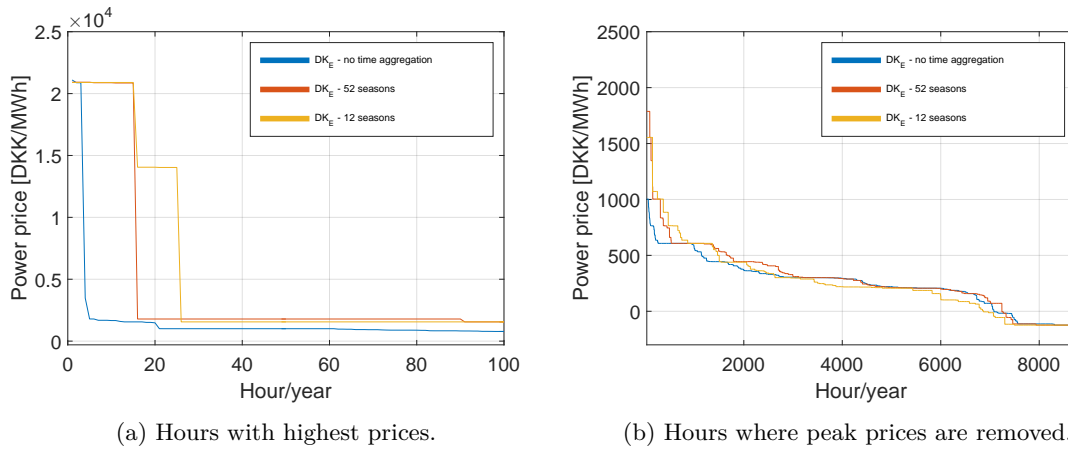 ×10⁴
2.5
2
1.5
1
0.5
0
Power price [DKK/MWh]
DK_E - no time aggregation
DK_E - 52 seasons
DK_E - 12 seasons
0 20 40 60 80 100
Hour/year
(a) Hours with highest prices.
2500
2000
1500
1000
500
0
Power price [DKK/MWh]
DK_E - no time aggregation
DK_E - 52 seasons
DK_E - 12 seasons
2000 4000 6000 8000
Hour/year
(b) Hours where peak prices are removed.